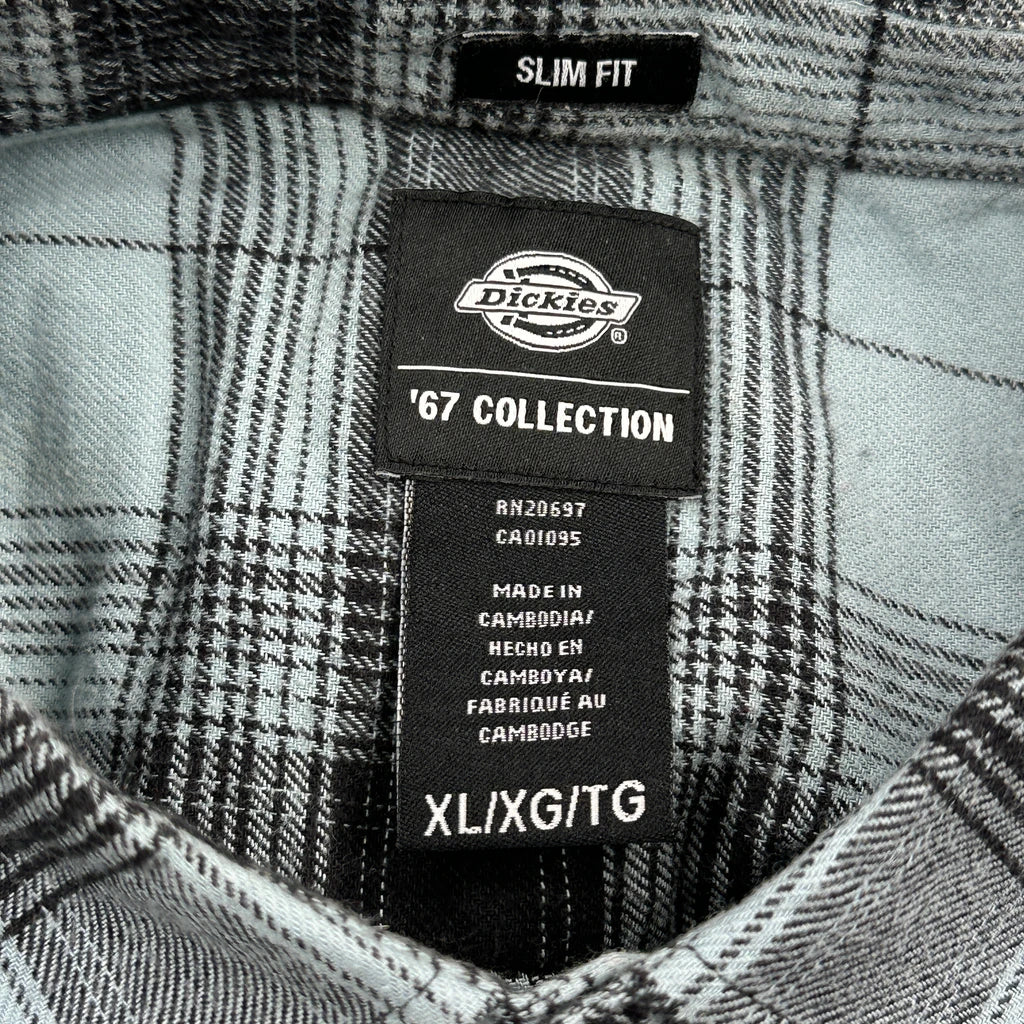 SLIM FIT
Dickies
®
'67 COLLECTION
RN20697
CA01095
MADE IN
CAMBODIA/
HECHO EN
CAMBOYA/
FABRIQUÉ AU
CAMBODGE
XL/XG/TG